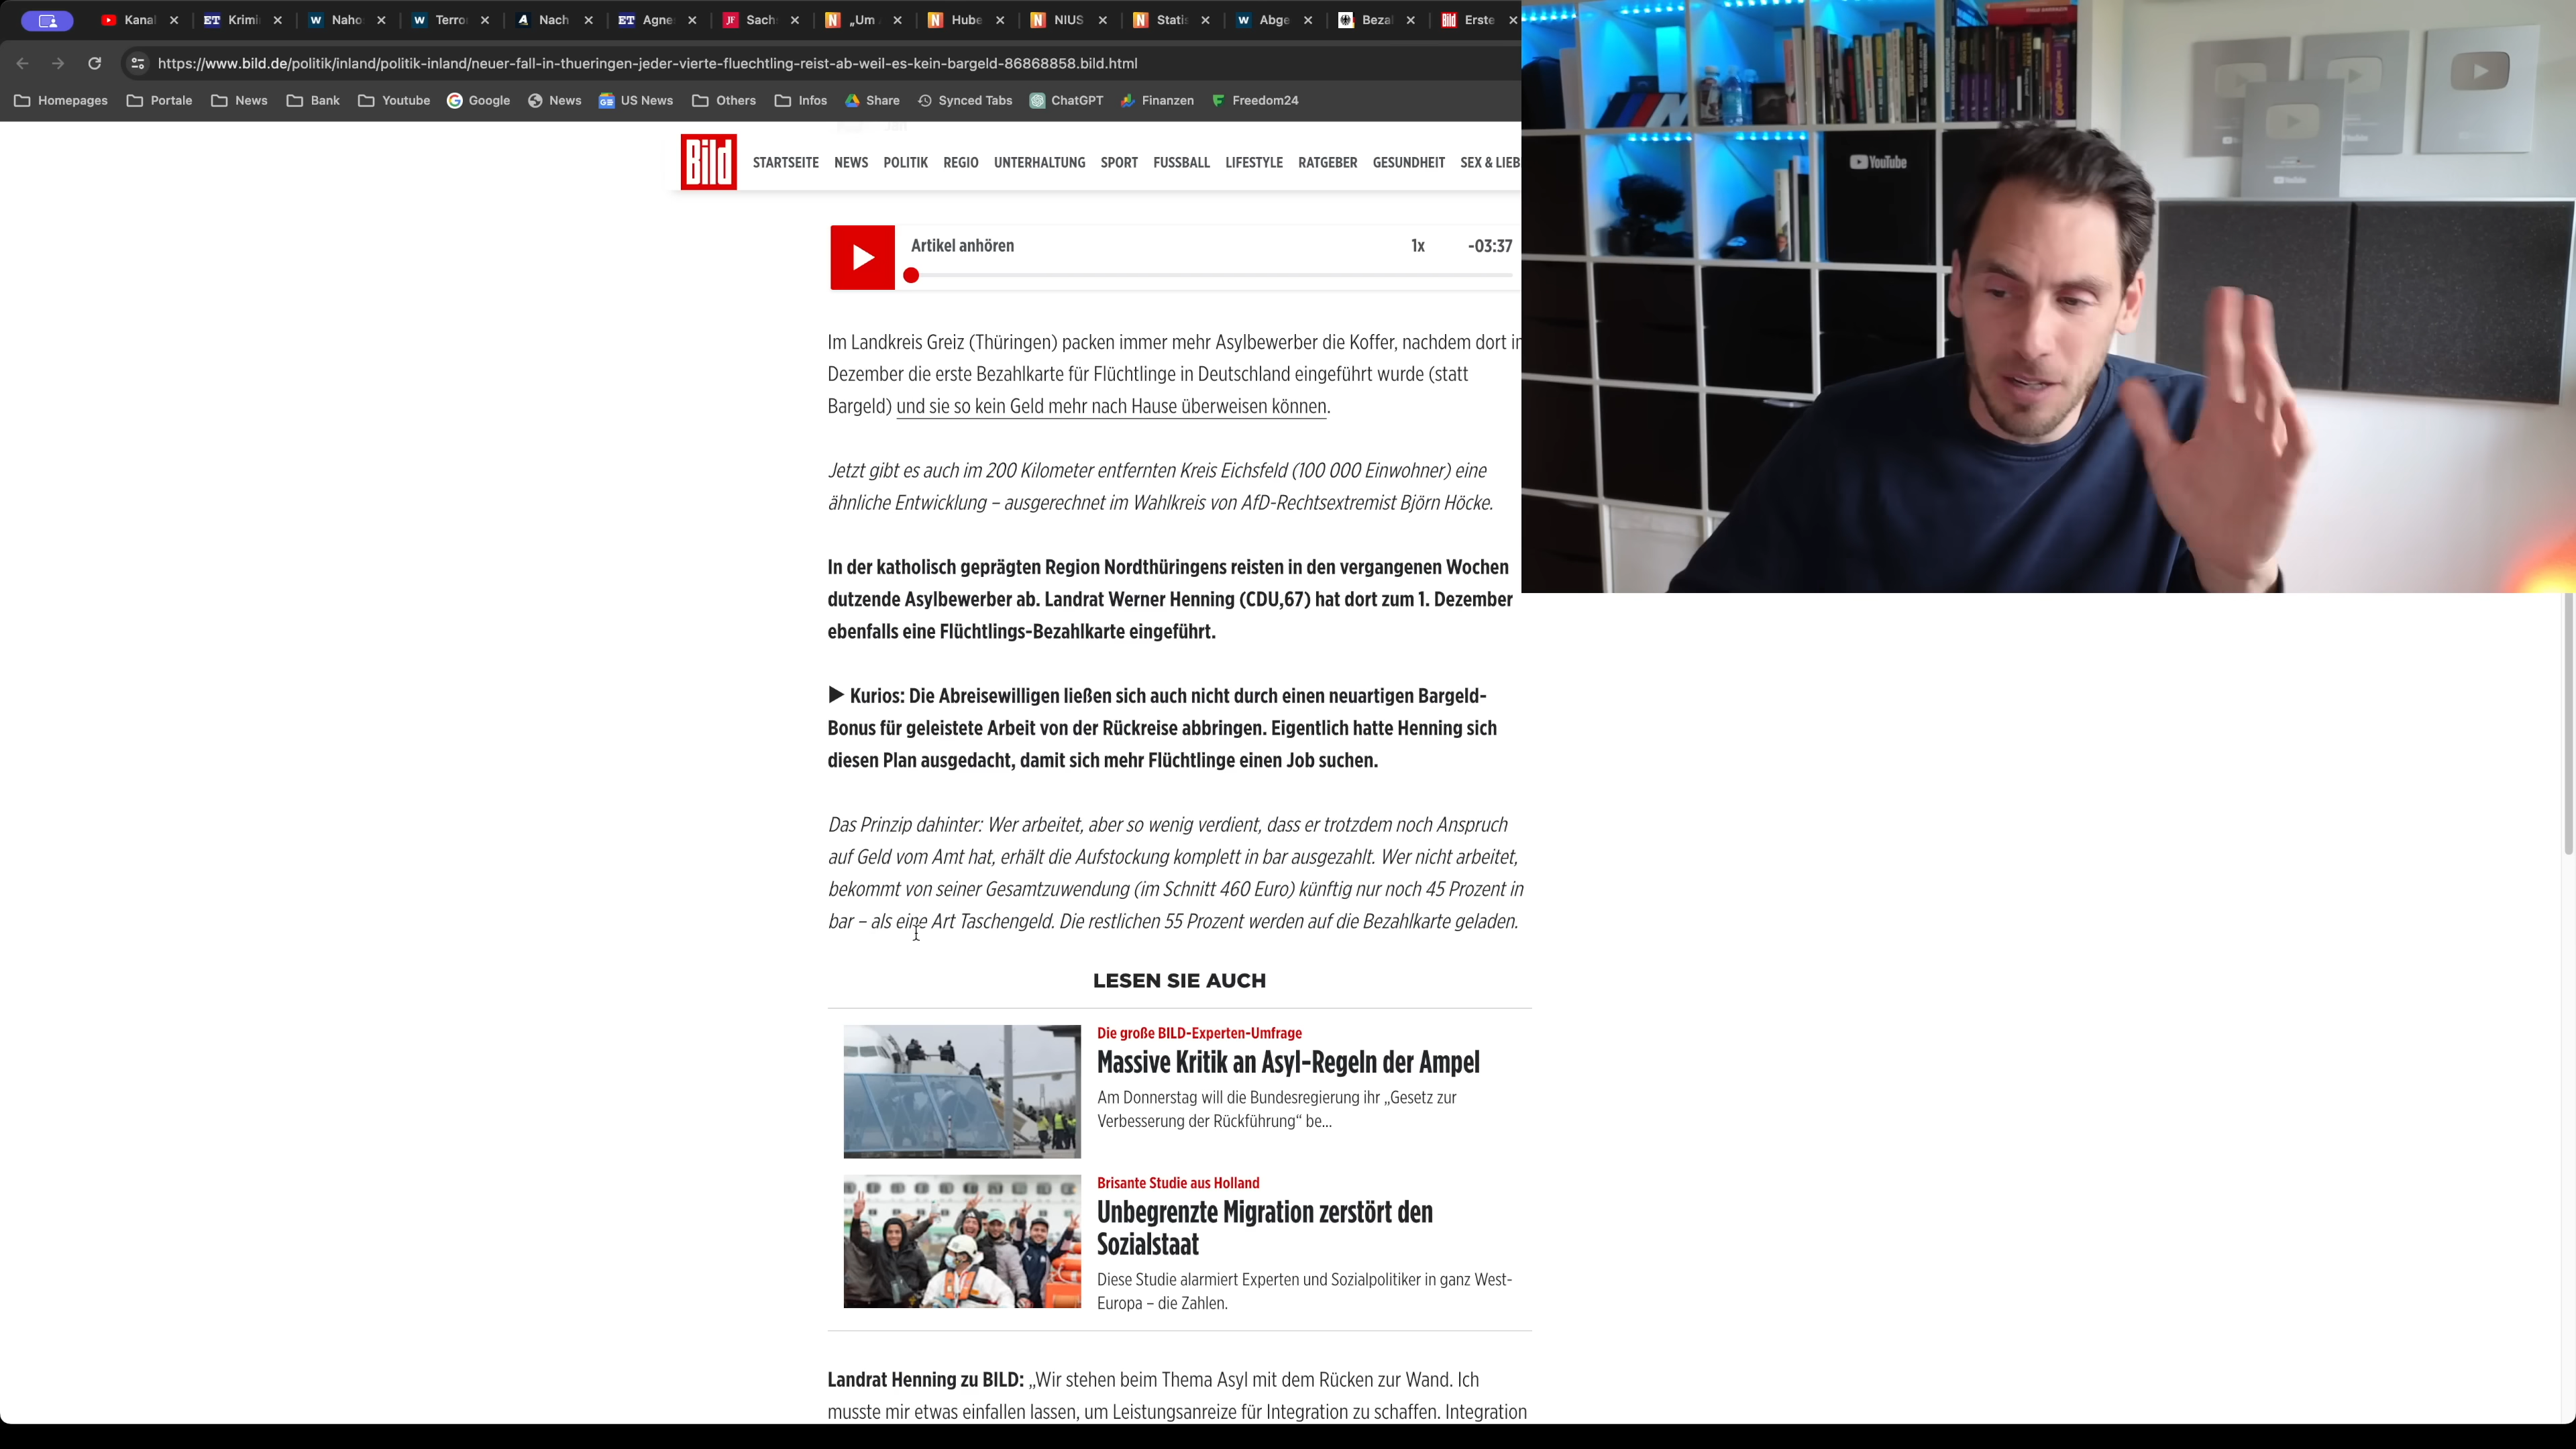 Kanal
Krimi
Naho
Terro
Nach
Agne
Sach
„Um
Hube
NIUS
Statis
Abge
Bezal
Erste
https://www.bild.de/politik/inland/politik-inland/neuer-fall-in-thueringen-jeder-vierte-fluechtling-reist-ab-weil-es-kein-bargeld-86868858.bild.html
Homepages Portale News Bank Youtube Google News US News Others Infos Share Synced Tabs ChatGPT Finanzen Freedom24
Bild
STARTSEITE NEWS POLITIK REGIO UNTERHALTUNG SPORT FUSSBALL LIFESTYLE RATGEBER GESUNDHEIT SEX & LIEB
YouTube
Artikel anhören 1x -03:37
Im Landkreis Greiz (Thüringen) packen immer mehr Asylbewerber die Koffer, nachdem dort im
Dezember die erste Bezahlkarte für Flüchtlinge in Deutschland eingeführt wurde (statt
Bargeld) und sie so kein Geld mehr nach Hause überweisen können.
Jetzt gibt es auch im 200 Kilometer entfernten Kreis Eichsfeld (100 000 Einwohner) eine
ähnliche Entwicklung – ausgerechnet im Wahlkreis von AfD-Rechtsextremist Björn Höcke.
In der katholisch geprägten Region Nordthüringens reisten in den vergangenen Wochen
dutzende Asylbewerber ab. Landrat Werner Henning (CDU,67) hat dort zum 1. Dezember
ebenfalls eine Flüchtlings-Bezahlkarte eingeführt.
▶ Kurios: Die Abreisewilligen ließen sich auch nicht durch einen neuartigen Bargeld-
Bonus für geleistete Arbeit von der Rückreise abbringen. Eigentlich hatte Henning sich
diesen Plan ausgedacht, damit sich mehr Flüchtlinge einen Job suchen.
Das Prinzip dahinter: Wer arbeitet, aber so wenig verdient, dass er trotzdem noch Anspruch
auf Geld vom Amt hat, erhält die Aufstockung komplett in bar ausgezahlt. Wer nicht arbeitet,
bekommt von seiner Gesamtzuwendung (im Schnitt 460 Euro) künftig nur noch 45 Prozent in
bar – als eine Art Taschengeld. Die restlichen 55 Prozent werden auf die Bezahlkarte geladen.
LESEN SIE AUCH
Die große BILD-Experten-Umfrage
Massive Kritik an Asyl-Regeln der Ampel
Am Donnerstag will die Bundesregierung ihr „Gesetz zur
Verbesserung der Rückführung“ be...
Brisante Studie aus Holland
Unbegrenzte Migration zerstört den
Sozialstaat
Diese Studie alarmiert Experten und Sozialpolitiker in ganz West-
Europa – die Zahlen.
Landrat Henning zu BILD: „Wir stehen beim Thema Asyl mit dem Rücken zur Wand. Ich
musste mir etwas einfallen lassen, um Leistungsanreize für Integration zu schaffen. Integration